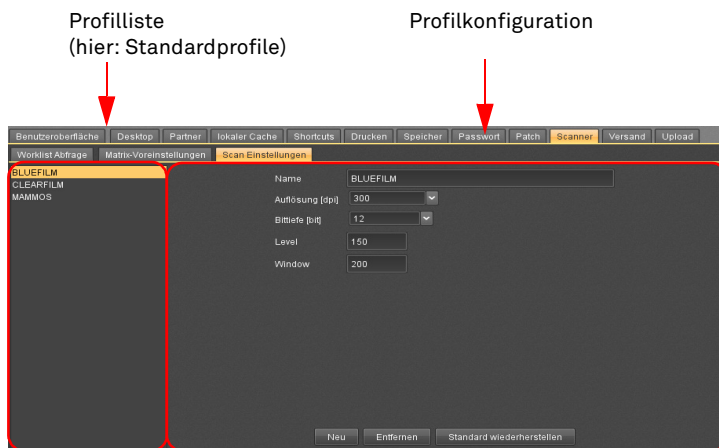 Profilliste
(hier: Standardprofile)
Profilkonfiguration
Benutzeroberfläche Desktop Partner lokaler Cache Shortcuts Drucken Speicher Passwort Patch Scanner Versand Upload
Worklist Abfrage Matrix-Voreinstellungen Scan Einstellungen
BLUEFILM
CLEARFILM
MAMMOS
Name BLUEFILM
Auflösung [dpi] 300
Bittiefe [bit] 12
Level 150
Window 200
Neu Entfernen Standard wiederherstellen